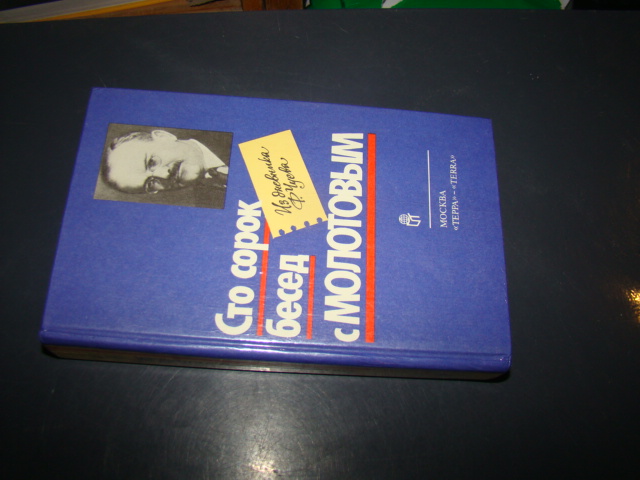 Сто сорок
бесед
с МОЛОТОВЫМ
Из дневника
Ф. Чуева
МОСКВА
«ТЕРРА» – «TERRA»